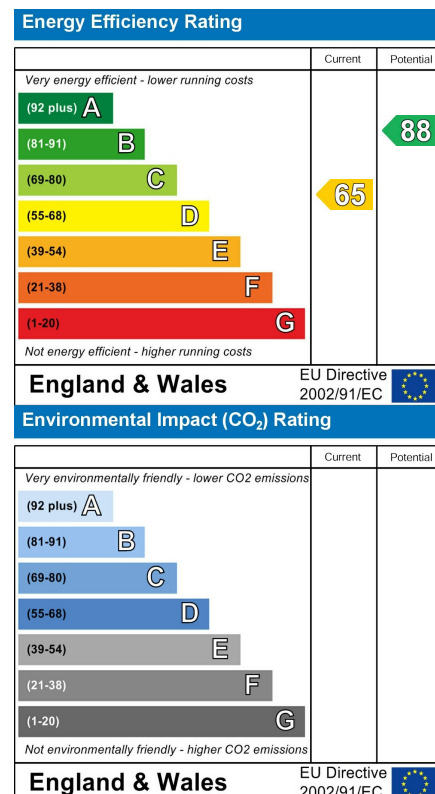 Energy Efficiency Rating
Current Potential
Very energy efficient - lower running costs
(92 plus) A
(81-91) B
88
(69-80) C
65
(55-68) D
(39-54) E
(21-38) F
(1-20) G
Not energy efficient - higher running costs
England & Wales
EU Directive
2002/91/EC
Environmental Impact (CO₂) Rating
Current Potential
Very environmentally friendly - lower CO2 emissions
(92 plus) A
(81-91) B
(69-80) C
(55-68) D
(39-54) E
(21-38) F
(1-20) G
Not environmentally friendly - higher CO2 emissions
England & Wales
EU Directive
2002/91/EC